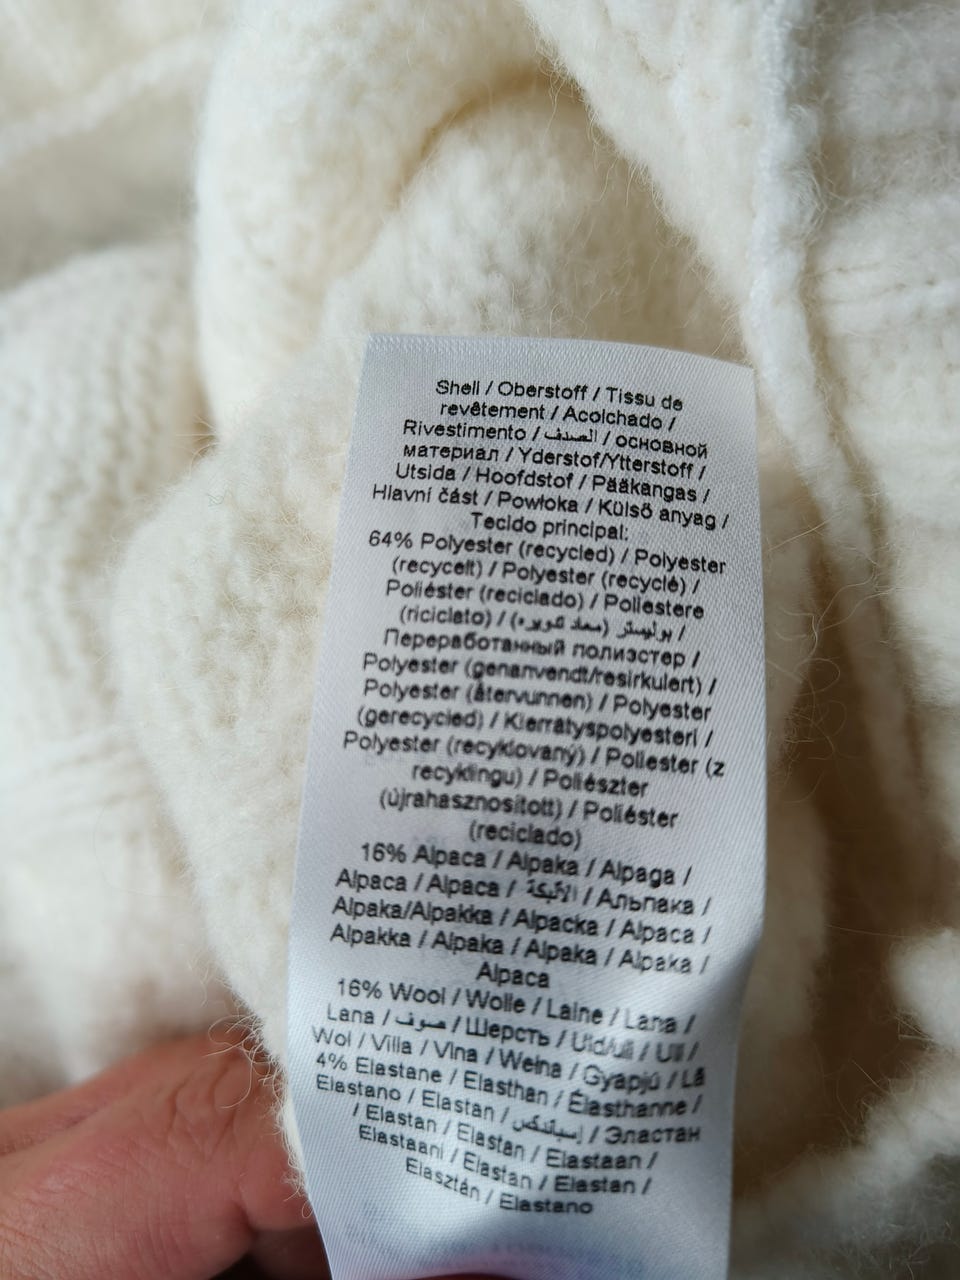 Shell / Oberstoff / Tissu de
revêtement / Acolchado /
Rivestimento / الصدف / основной
материал / Yderstof/Ytterstoff /
Utsida / Hoofdstof / Pääkangas /
Hlavní část / Powłoka / Külső anyag /
Tecido principal:
64% Polyester (recycled) / Polyester
(recycelt) / Polyester (recyclé) /
Poliéster (reciclado) / Poliestere
(riciclato) / بوليستر (معاد تدويره) /
Переработанный полиэстер /
Polyester (genanvendt/resirkulert) /
Polyester (återvunnen) / Polyester
(gerecycled) / Kierrätyspolyesteri /
Polyester (recyklovaný) / Poliester (z
recyklingu) / Poliészter
(újrahasznosított) / Poliéster
(reciclado)
16% Alpaca / Alpaka / Alpaga /
Alpaca / Alpaca / / Альпака /
Alpaka/Alpakka / Alpacka / Alpaca /
Alpakka / Alpaka / Alpaka / Alpaka /
Alpaca
16% Wool / Wolle / Laine / Lana /
Lana / صوف / Шерсть / Uld/ull / Ull /
Wol / Villa / Vlna / Wełna / Gyapjú / Lã
4% Elastane / Elasthan / Élasthanne /
Elastano / Elastan / إسباندكس / Эластан
/ Elastan / Elastan / Elastaan /
Elastaani / Elastan / Elastan /
Elasztán / Elastano